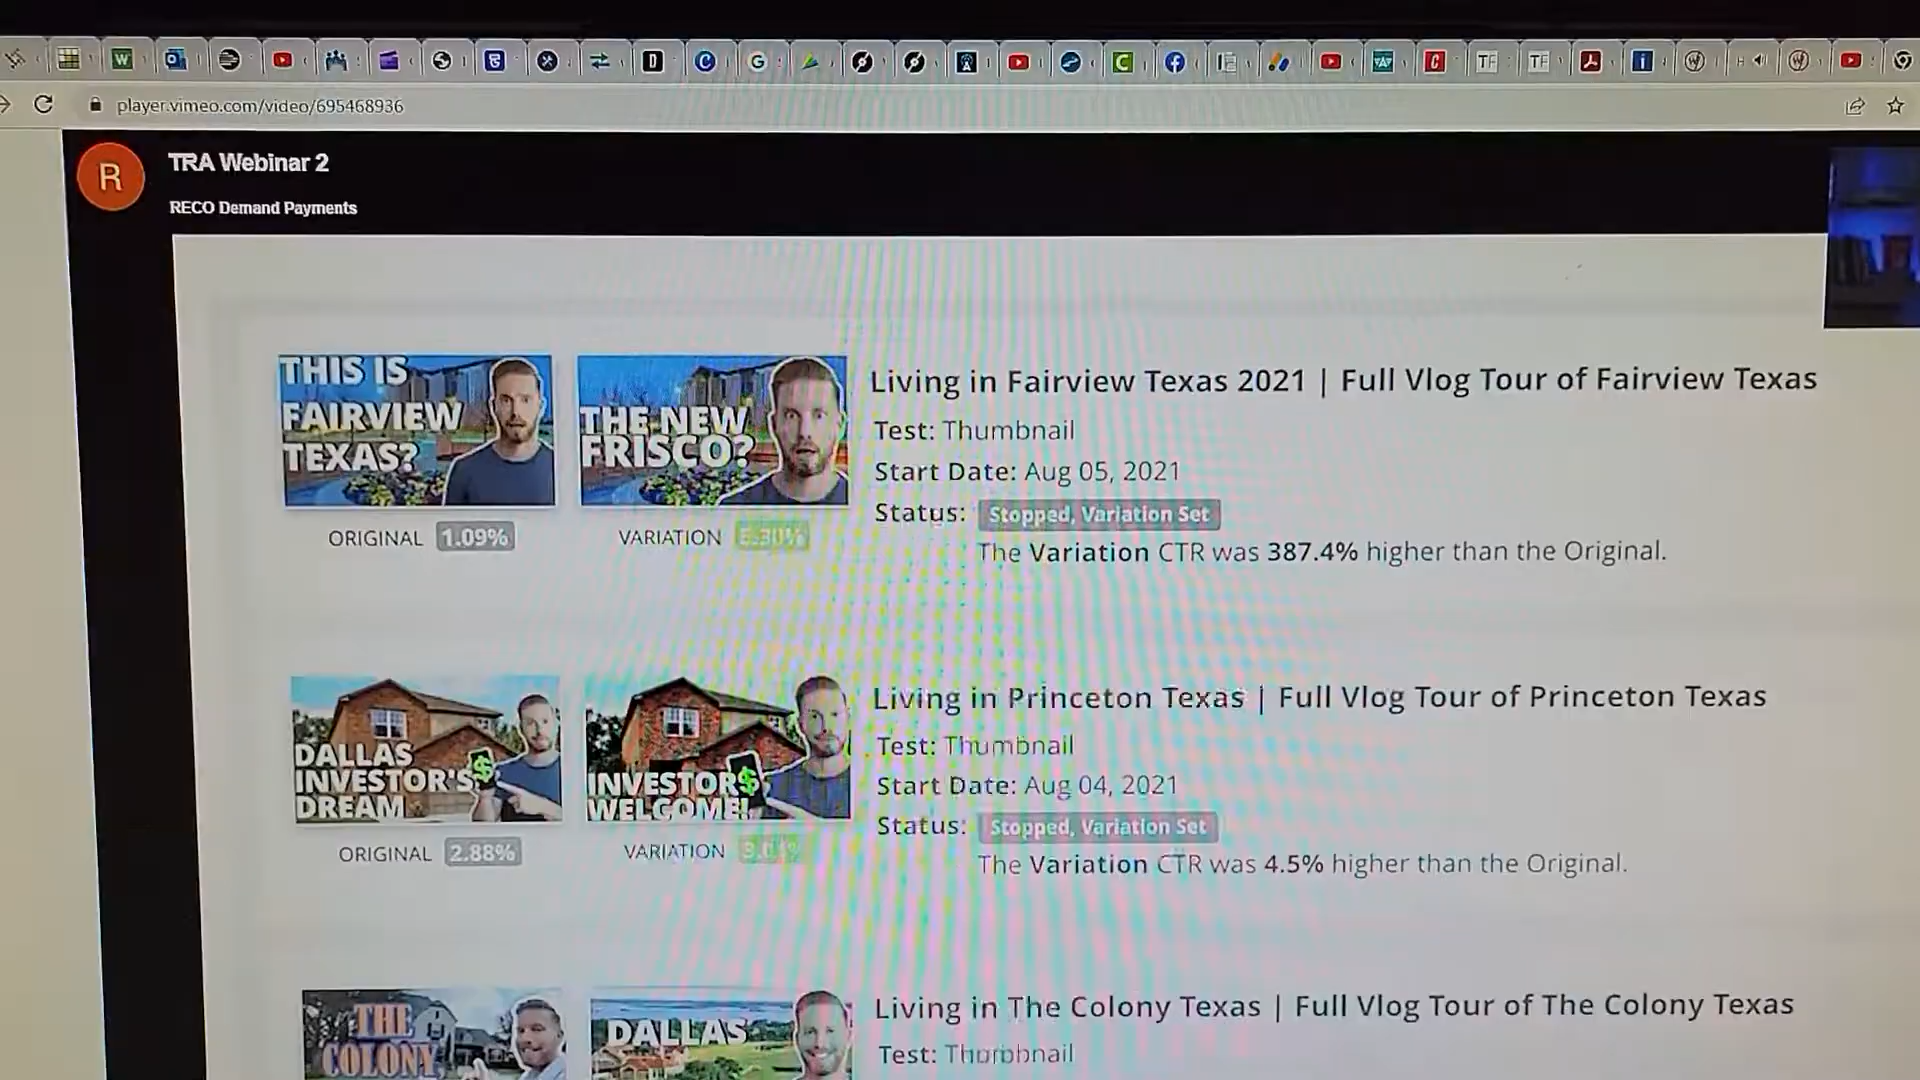 player.vimeo.com/video/695468936
R
TRA Webinar 2
RECO Demand Payments
THIS IS
FAIRVIEW
TEXAS?
THE NEW
FRISCO?
ORIGINAL 1.09%
VARIATION 5.30%
Living in Fairview Texas 2021 | Full Vlog Tour of Fairview Texas
Test: Thumbnail
Start Date: Aug 05, 2021
Status: Stopped, Variation Set
The Variation CTR was 387.4% higher than the Original.
DALLAS
INVESTOR'S
DREAM
INVESTOR$
WELCOME!
ORIGINAL 2.88%
VARIATION
Living in Princeton Texas | Full Vlog Tour of Princeton Texas
Test: Thumbnail
Start Date: Aug 04, 2021
Status: Stopped, Variation Set
The Variation CTR was 4.5% higher than the Original.
THE
COLONY
DALLAS
Living in The Colony Texas | Full Vlog Tour of The Colony Texas
Test: Thumbnail